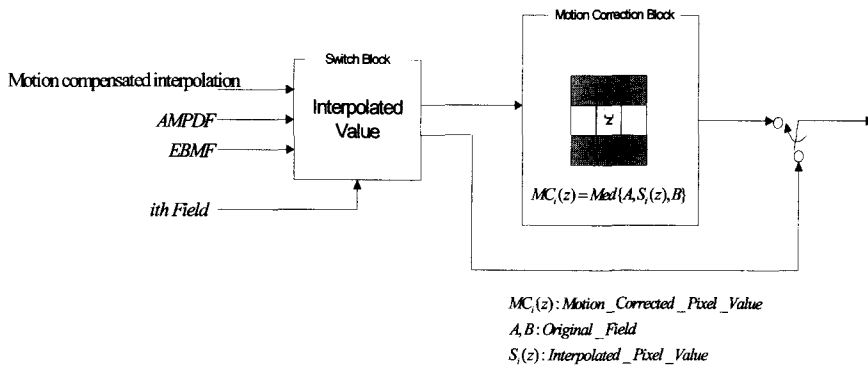 Motion Correction Block
Switch Block
Motion compensated interpolation
Interpolated
Value
AMPDF
EBMF
'z'
ith Field
MC_i(z) = Med{A, S_i(z), B}
MC_i(z) : Motion_Corrected_Pixel_Value
A, B : Original_Field
S_i(z) : Interpolated_Pixel_Value